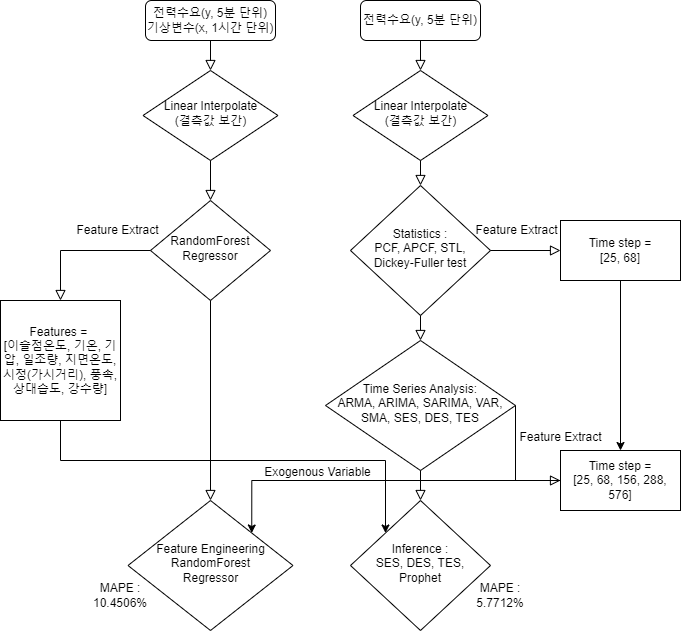 전력수요(y, 5분 단위)
기상변수(x, 1시간 단위)
전력수요(y, 5분 단위)
Linear Interpolate
(결측값 보간)
Linear Interpolate
(결측값 보간)
Feature Extract
RandomForest
Regressor
Statistics :
PCF, APCF, STL,
Dickey-Fuller test
Feature Extract
Time step =
[25, 68]
Features =
[이슬점온도, 기온, 기
압, 일조량, 지면온도,
시정(가시거리), 풍속,
상대습도, 강수량]
Time Series Analysis:
ARMA, ARIMA, SARIMA, VAR,
SMA, SES, DES, TES
Feature Extract
Exogenous Variable
Time step =
[25, 68, 156, 288,
576]
Feature Engineering
RandomForest
Regressor
MAPE :
10.4506%
Inference :
SES, DES, TES,
Prophet
MAPE :
5.7712%